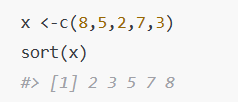 x <-c(8,5,2,7,3)
sort(x)
#> [1] 2 3 5 7 8